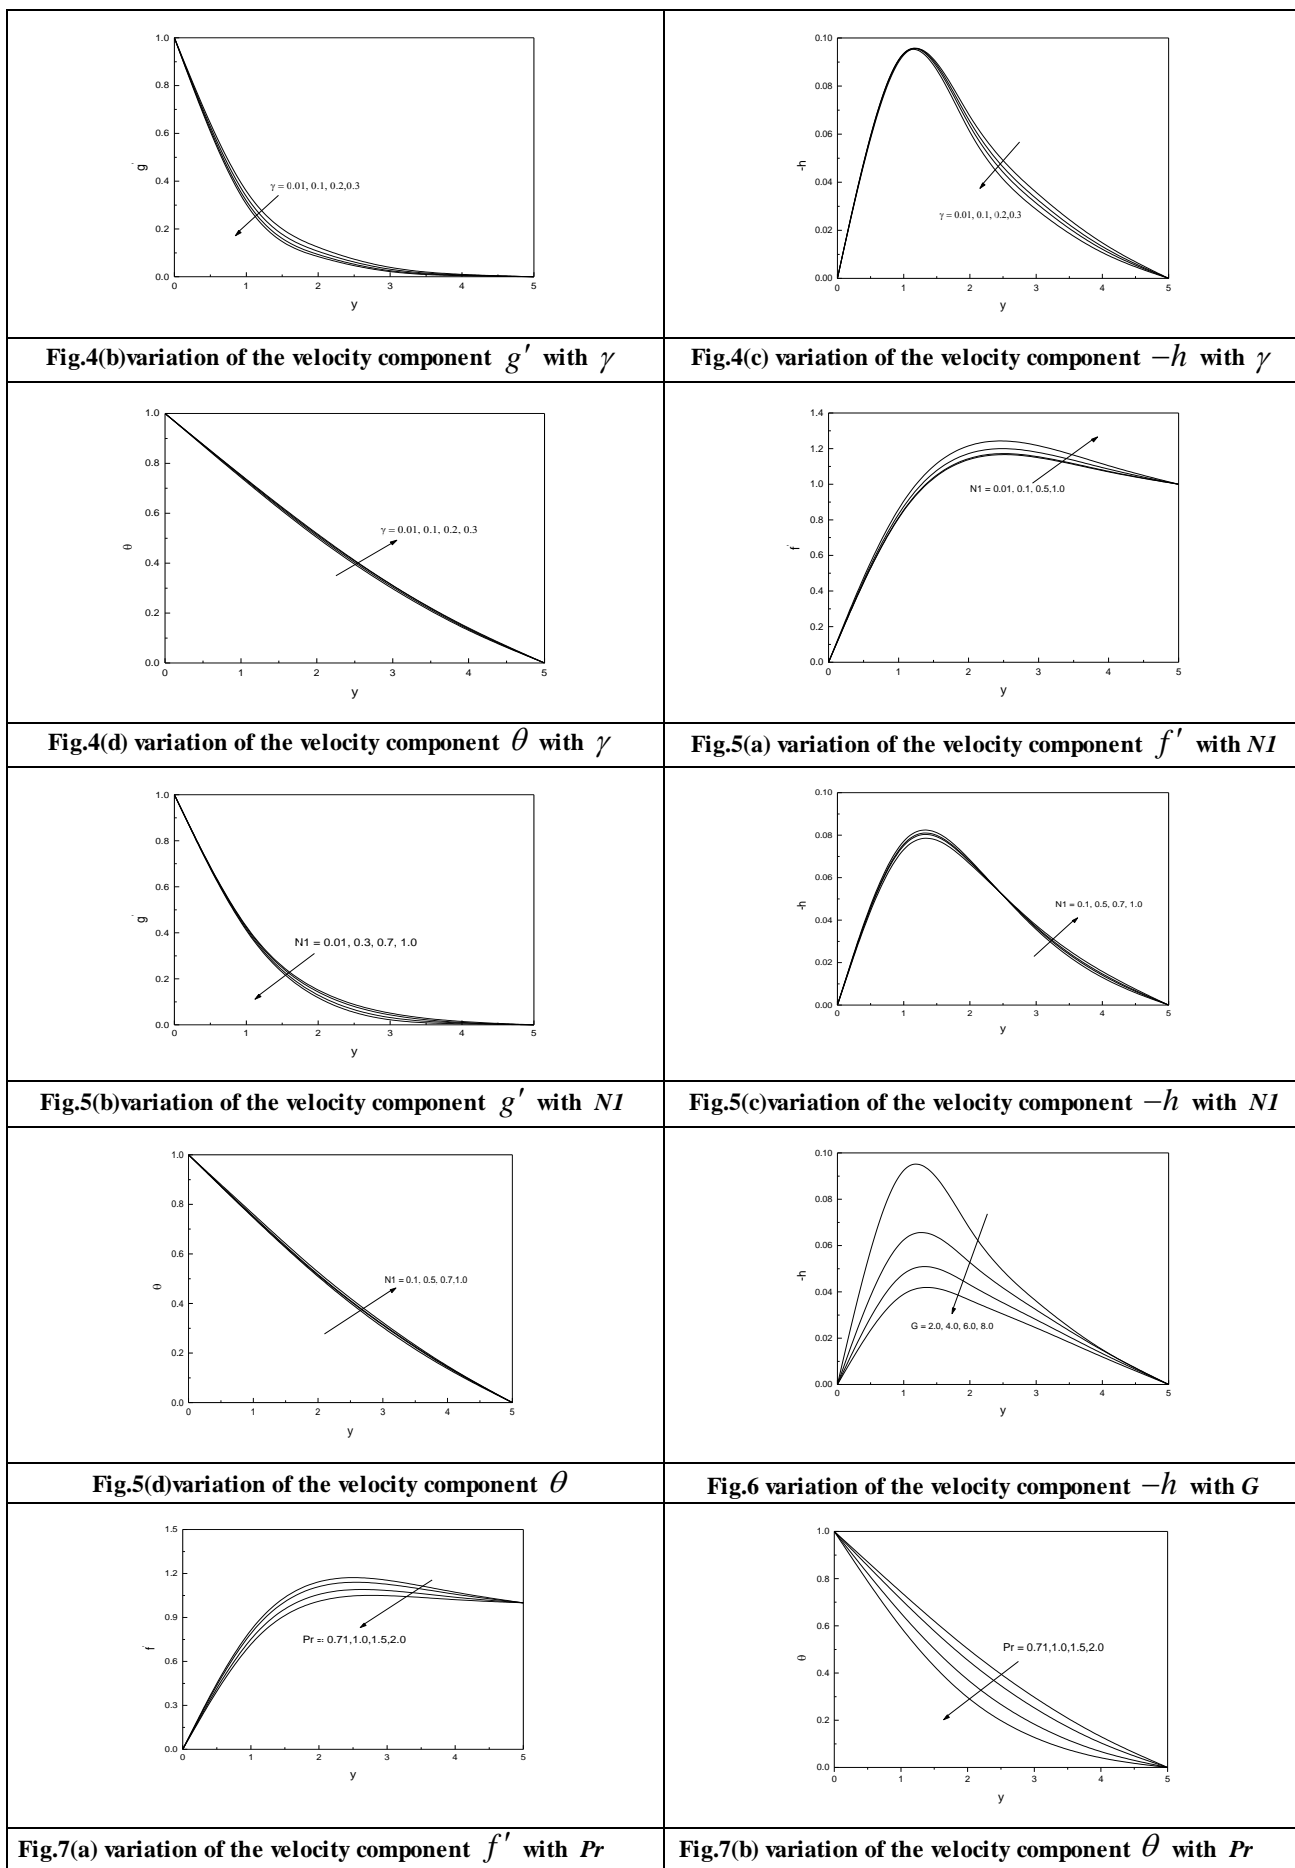 1.0
0.8
0.6
0.4
0.2
0.0
g'
γ = 0.01, 0.1, 0.2,0.3
0 1 2 3 4 5
y
0.10
0.08
0.06
0.04
0.02
0.00
-h
γ = 0.01, 0.1, 0.2,0.3
0 1 2 3 4 5
y
Fig.4(b)variation of the velocity component g′ with γ
Fig.4(c) variation of the velocity component −h with γ
1.0
0.8
0.6
0.4
0.2
0.0
θ
γ = 0.01, 0.1, 0.2, 0.3
0 1 2 3 4 5
y
1.4
1.2
1.0
0.8
0.6
0.4
0.2
0.0
f'
N1 = 0.01, 0.1, 0.5,1.0
0 1 2 3 4 5
y
Fig.4(d) variation of the velocity component θ with γ
Fig.5(a) variation of the velocity component f′ with N1
1.0
0.8
0.6
0.4
0.2
0.0
g'
N1 = 0.01, 0.3, 0.7, 1.0
0 1 2 3 4 5
y
0.10
0.08
0.06
0.04
0.02
0.00
-h
N1 = 0.1, 0.5, 0.7, 1.0
0 1 2 3 4 5
y
Fig.5(b)variation of the velocity component g′ with N1
Fig.5(c)variation of the velocity component −h with N1
1.0
0.8
0.6
0.4
0.2
0.0
θ
N1 = 0.1, 0.5, 0.7,1.0
0 1 2 3 4 5
y
0.10
0.08
0.06
0.04
0.02
0.00
-h
G = 2.0, 4.0, 6.0, 8.0
0 1 2 3 4 5
y
Fig.5(d)variation of the velocity component θ
Fig.6 variation of the velocity component −h with G
1.5
1.2
0.9
0.6
0.3
0.0
f'
Pr = 0.71,1.0,1.5,2.0
0 1 2 3 4 5
y
1.0
0.8
0.6
0.4
0.2
0.0
θ
Pr = 0.71,1.0,1.5,2.0
0 1 2 3 4 5
y
Fig.7(a) variation of the velocity component f′ with Pr
Fig.7(b) variation of the velocity component θ with Pr